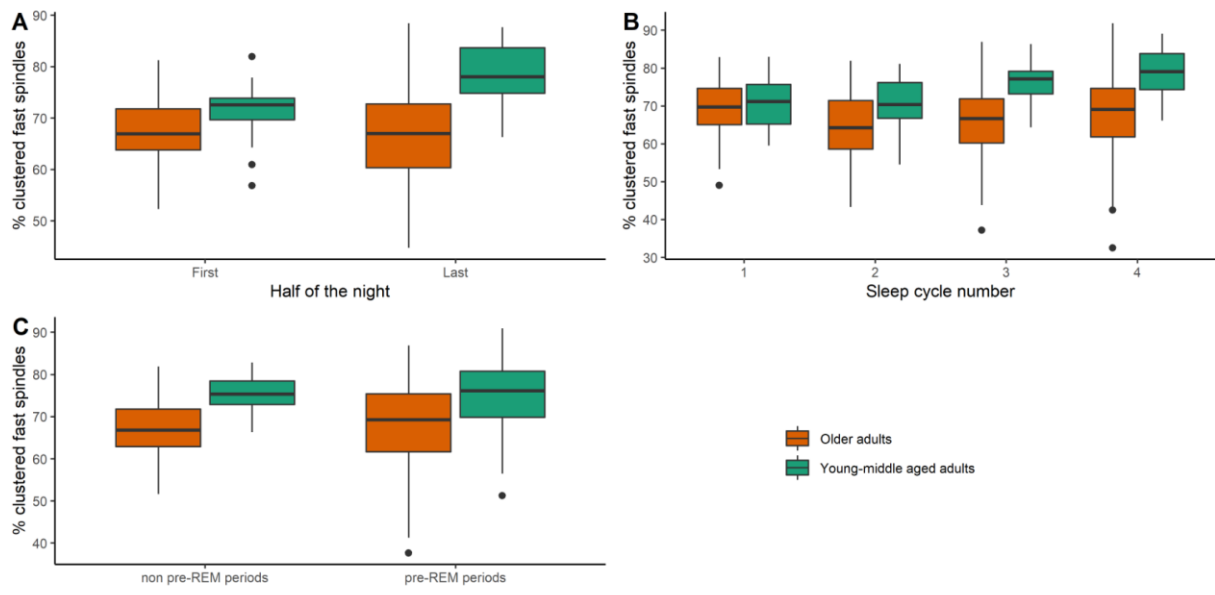 A
% clustered fast spindles
90
80
70
60
50
First
Last
Half of the night
B
% clustered fast spindles
90
80
70
60
50
40
30
1
2
3
4
Sleep cycle number
C
% clustered fast spindles
90
80
70
60
50
40
non pre-REM periods
pre-REM periods
Older adults
Young-middle aged adults